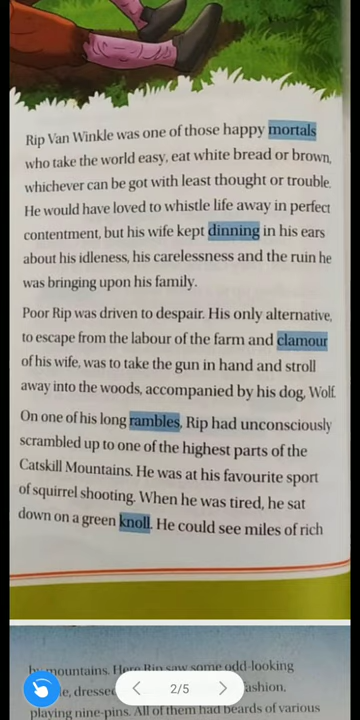 Rip Van Winkle was one of those happy mortals
who take the world easy, eat white bread or brown,
whichever can be got with least thought or trouble.
He would have loved to whistle life away in perfect
contentment, but his wife kept dinning in his ears
about his idleness, his carelessness and the ruin he
was bringing upon his family.
Poor Rip was driven to despair. His only alternative,
to escape from the labour of the farm and clamour
of his wife, was to take the gun in hand and stroll
away into the woods, accompanied by his dog, Wolf.
On one of his long rambles, Rip had unconsciously
scrambled up to one of the highest parts of the
Catskill Mountains. He was at his favourite sport
of squirrel shooting. When he was tired, he sat
down on a green knoll. He could see miles of rich
mountains. Here Rip saw some odd-looking
2/5
playing nine-pins. All of them had beards of various